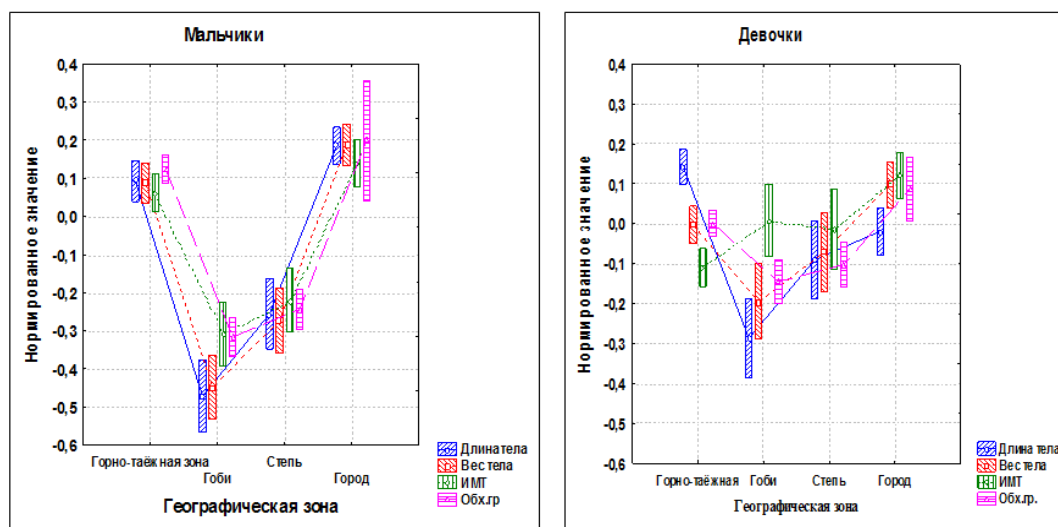 Мальчики
Нормированное значение
0,4
0,3
0,2
0,1
0,0
-0,1
-0,2
-0,3
-0,4
-0,5
-0,6
Горно-таёжная зона
Гоби
Степь
Город
Географическая зона
Длина тела
Вес тела
ИМТ
Обх.гр
Девочки
Нормированное значение
0,4
0,3
0,2
0,1
0,0
-0,1
-0,2
-0,3
-0,4
-0,5
-0,6
Горно-таёжная
Гоби
Степь
Город
Географическая зона
Длина тела
Вес тела
ИМТ
Обх.гр.